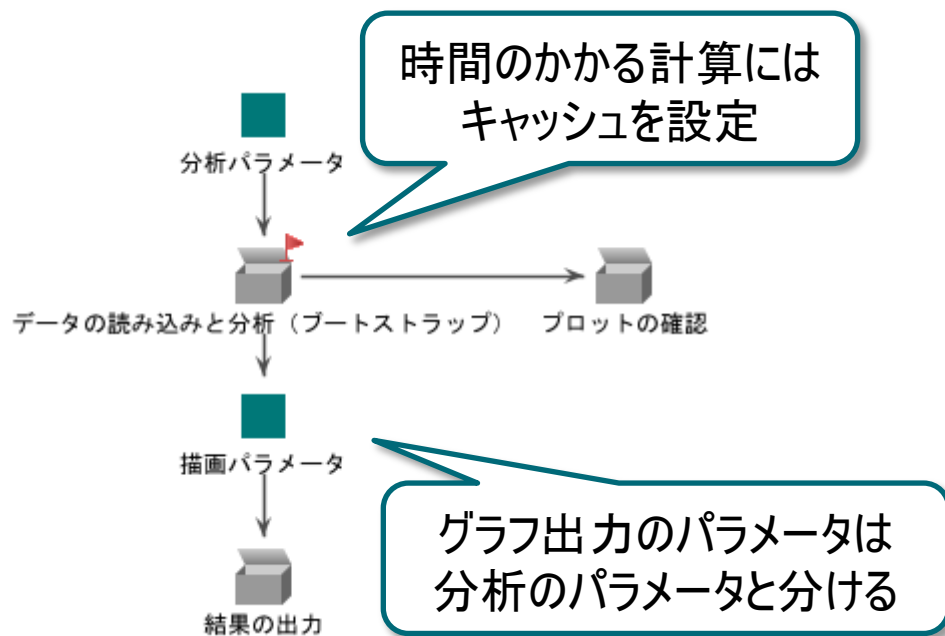 時間のかかる計算には
キャッシュを設定
分析パラメータ
データの読み込みと分析（ブートストラップ）
プロットの確認
描画パラメータ
グラフ出力のパラメータは
分析のパラメータと分ける
結果の出力